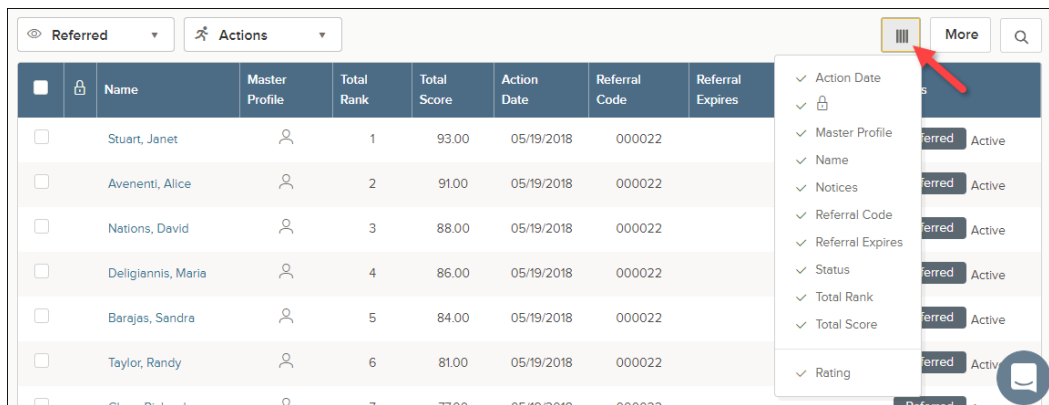 Referred Actions More
Name Master Profile Total Rank Total Score Action Date Referral Code Referral Expires
Stuart, Janet 1 93.00 05/19/2018 000022 Active
Avenenti, Alice 2 91.00 05/19/2018 000022 Active
Nations, David 3 88.00 05/19/2018 000022 Active
Deligiannis, Maria 4 86.00 05/19/2018 000022 Active
Barajas, Sandra 5 84.00 05/19/2018 000022 Active
Taylor, Randy 6 81.00 05/19/2018 000022
Action Date
Master Profile
Name
Notices
Referral Code
Referral Expires
Status
Total Rank
Total Score
Rating